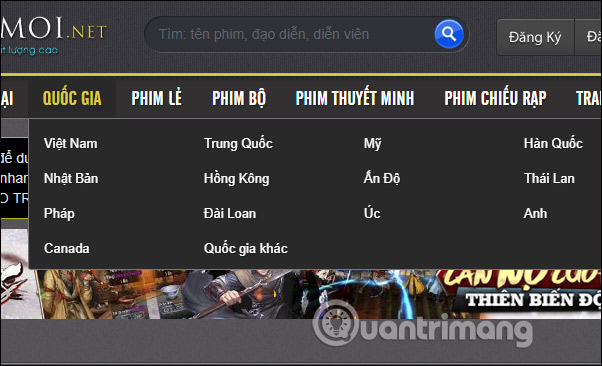 MOI.NET
t lượng cao
Tìm: tên phim, đạo diễn, diễn viên
Đăng Ký
ẠI QUỐC GIA PHIM LẺ PHIM BỘ PHIM THUYẾT MINH PHIM CHIẾU RẠP TRAI
Việt Nam Trung Quốc Mỹ Hàn Quốc
Nhật Bản Hồng Kông Ấn Độ Thái Lan
Pháp Đài Loan Úc Anh
Canada Quốc gia khác
để dư
nhan
O TR
THIÊN BIẾN ĐỘ
Quantrimang